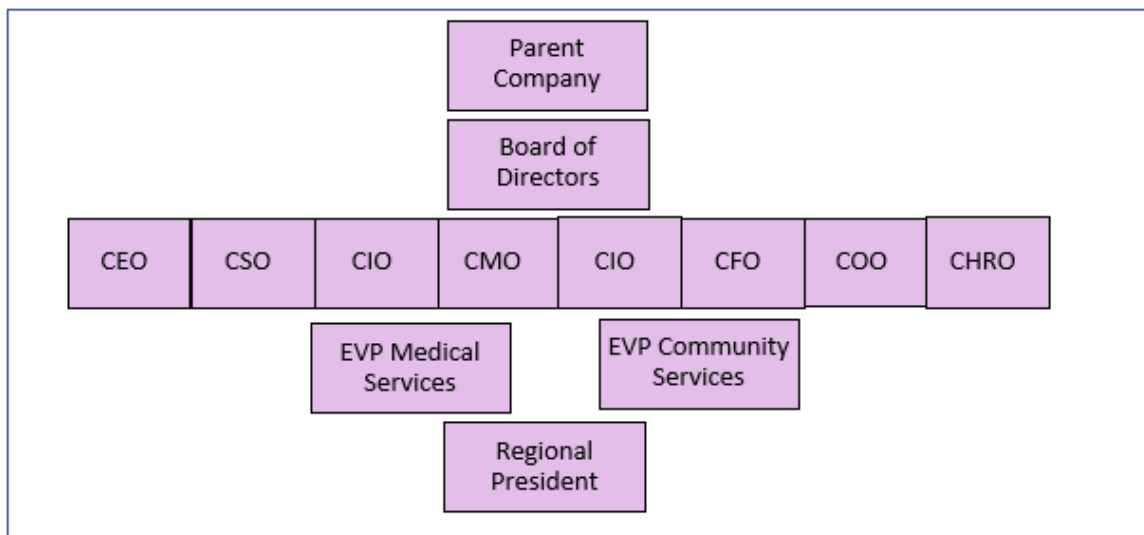 Parent
Company
Board of
Directors
CEO
CSO
CIO
CMO
CIO
CFO
COO
CHRO
EVP Medical
Services
EVP Community
Services
Regional
President